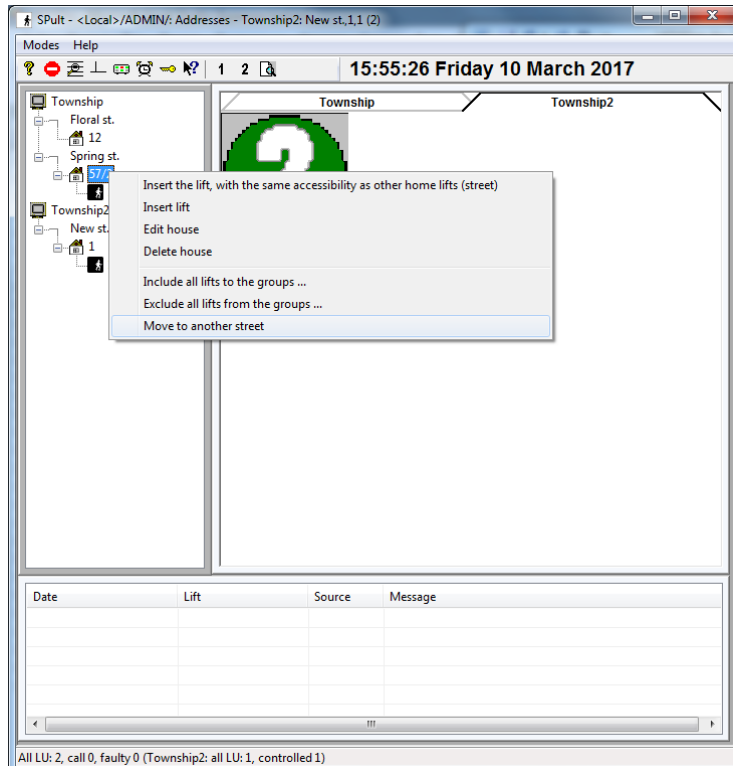 SPult - <Local>/ADMIN/: Addresses - Township2: New st.,1,1 (2)
Modes Help
1 2 15:55:26 Friday 10 March 2017
Township
Floral st.
12
Spring st.
Township2
New st.
1
Township Township2
Insert the lift, with the same accessibility as other home lifts (street)
Insert lift
Edit house
Delete house
Include all lifts to the groups ...
Exclude all lifts from the groups ...
Move to another street
Date Lift Source Message
All LU: 2, call 0, faulty 0 (Township2: all LU: 1, controlled 1)